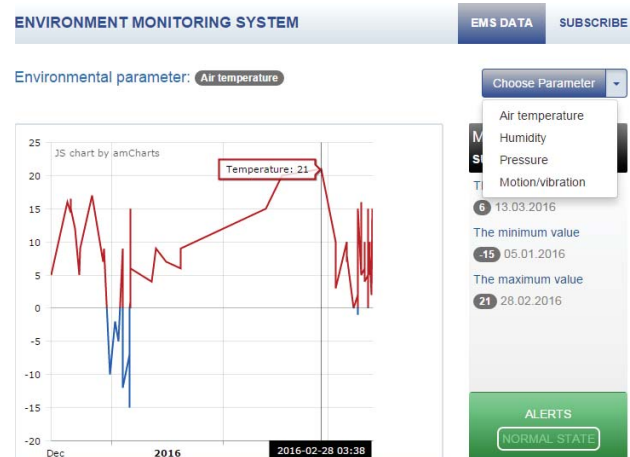 ENVIRONMENT MONITORING SYSTEM
EMS DATA
SUBSCRIBE
Environmental parameter: Air temperature
Choose Parameter
Air temperature
Humidity
Pressure
Motion/vibration
6 13.03.2016
The minimum value
-15 05.01.2016
The maximum value
21 28.02.2016
ALERTS
NORMAL STATE
JS chart by amCharts
Temperature: 21
25
20
15
10
5
0
-5
-10
-15
-20
Dec
2016
2016-02-28 03:38